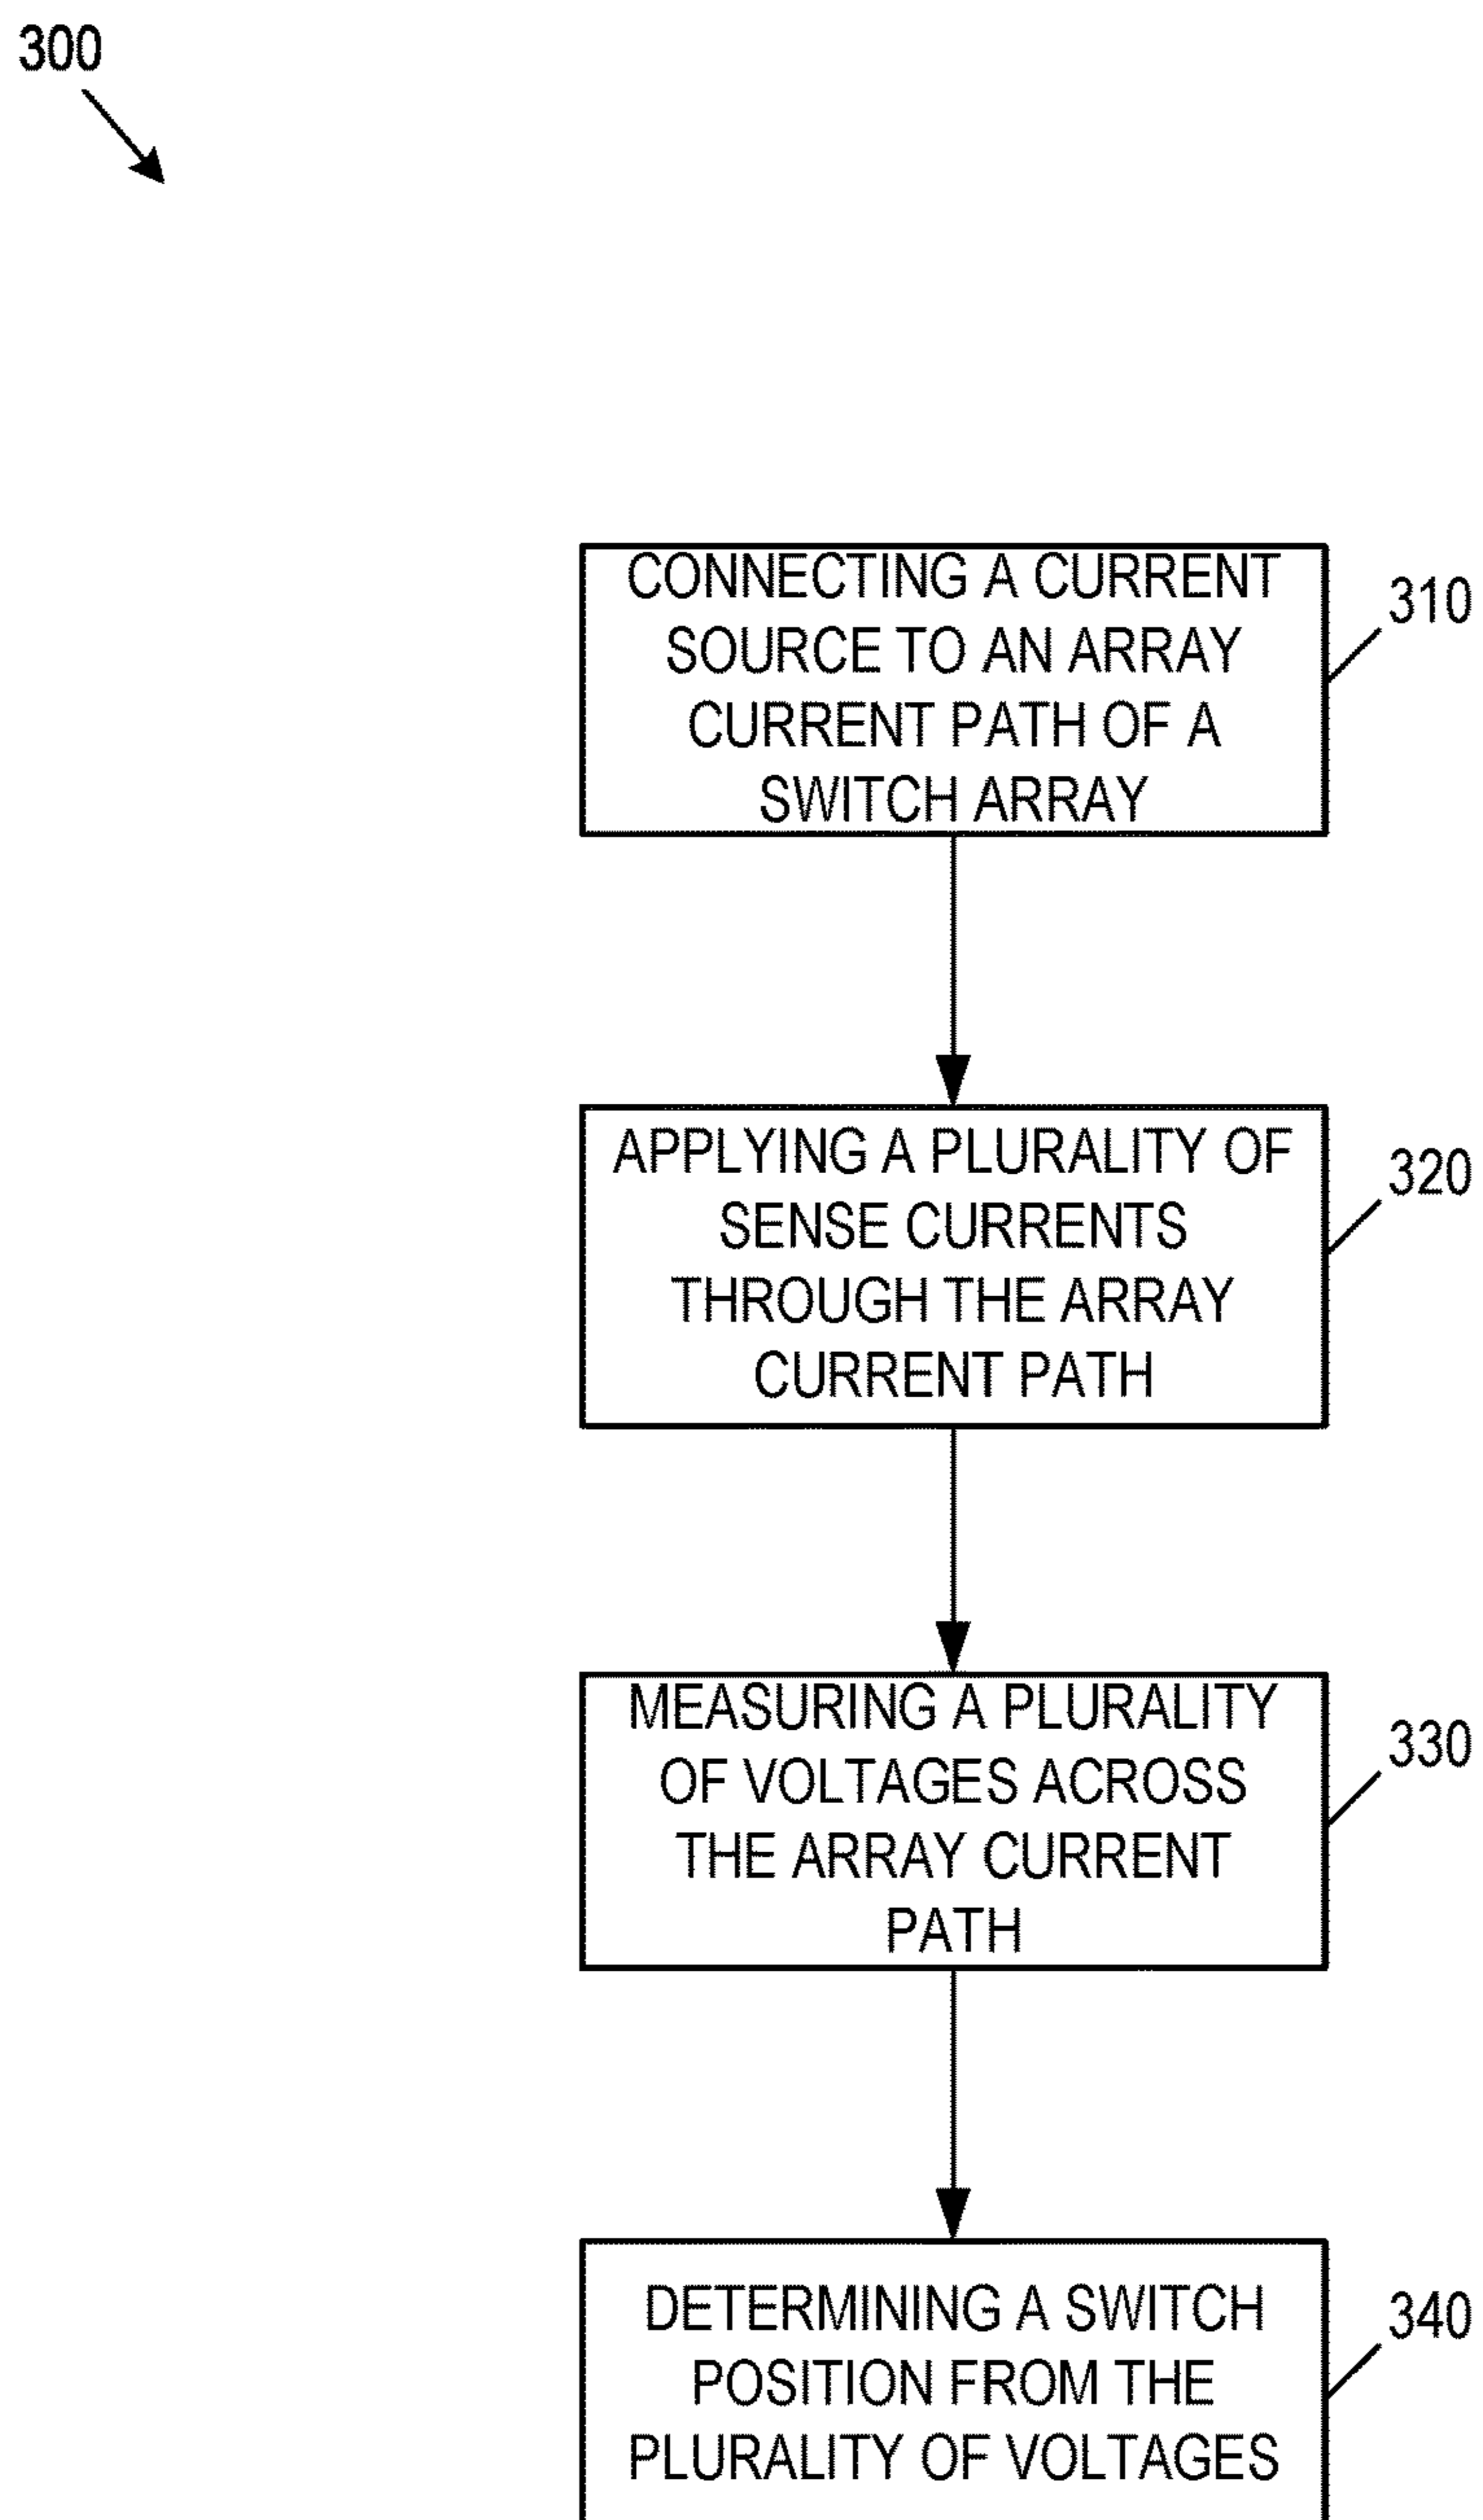 300
CONNECTING A CURRENT
SOURCE TO AN ARRAY
CURRENT PATH OF A
SWITCH ARRAY
310
APPLYING A PLURALITY OF
SENSE CURRENTS
THROUGH THE ARRAY
CURRENT PATH
320
MEASURING A PLURALITY
OF VOLTAGES ACROSS
THE ARRAY CURRENT
PATH
330
DETERMINING A SWITCH
POSITION FROM THE
PLURALITY OF VOLTAGES
340